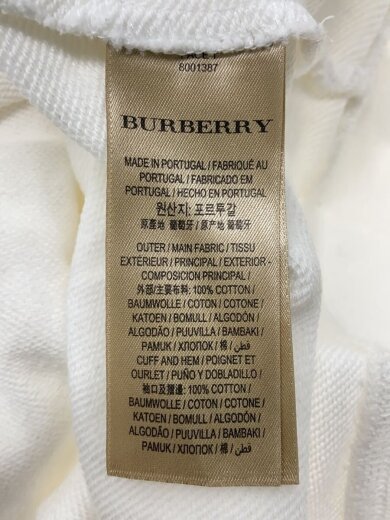 8001387
BURBERRY
MADE IN PORTUGAL / FABRIQUÉ AU
PORTUGAL / FABRICADO EM
PORTUGAL / HECHO EN PORTUGAL
원산지: 포르투갈
原產地 葡萄牙 / 原产地 葡萄牙
OUTER / MAIN FABRIC / TISSU
EXTERIEUR / PRINCIPAL / EXTERIOR -
COMPOSICION PRINCIPAL /
外部/主要布料: 100% COTTON /
BAUMWOLLE / COTON / COTONE /
KATOEN / BOMULL / ALGODÓN /
ALGODÃO / PUUVILLA / BAMBAKI /
PAMUK / ХЛОПОК / 棉 / قطن /
CUFF AND HEM / POIGNET ET
OURLET / PUÑO Y DOBLADILLO /
袖口及摺邊: 100% COTTON /
BAUMWOLLE / COTON / COTONE /
KATOEN / BOMULL / ALGODÓN /
ALGODÃO / PUUVILLA / BAMBAKI /
PAMUK / ХЛОПОК / 棉 / قطن /